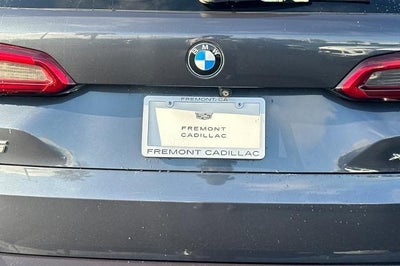 BMW
FREMONT, CA
FREMONT
CADILLAC
FREMONT CADILLAC